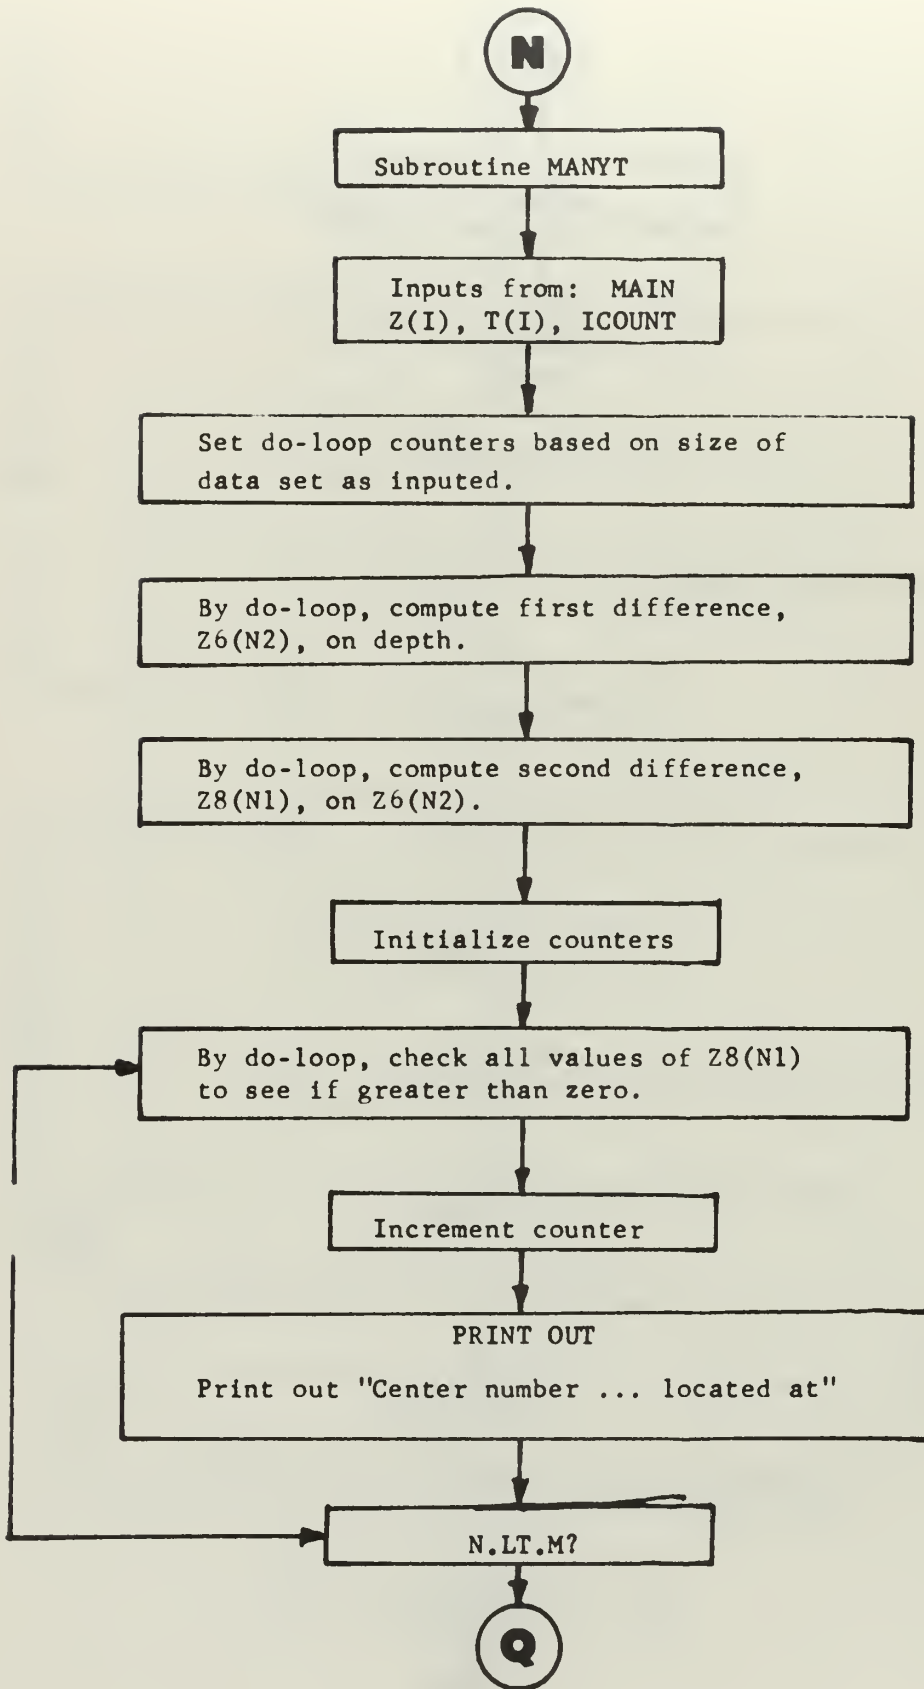 N
Subroutine MANYT
Inputs from: MAIN
Z(I), T(I), ICOUNT
Set do-loop counters based on size of
data set as inputed.
By do-loop, compute first difference,
Z6(N2), on depth.
By do-loop, compute second difference,
Z8(N1), on Z6(N2).
Initialize counters
By do-loop, check all values of Z8(N1)
to see if greater than zero.
Increment counter
PRINT OUT
Print out "Center number ... located at"
N.LT.M?
Q